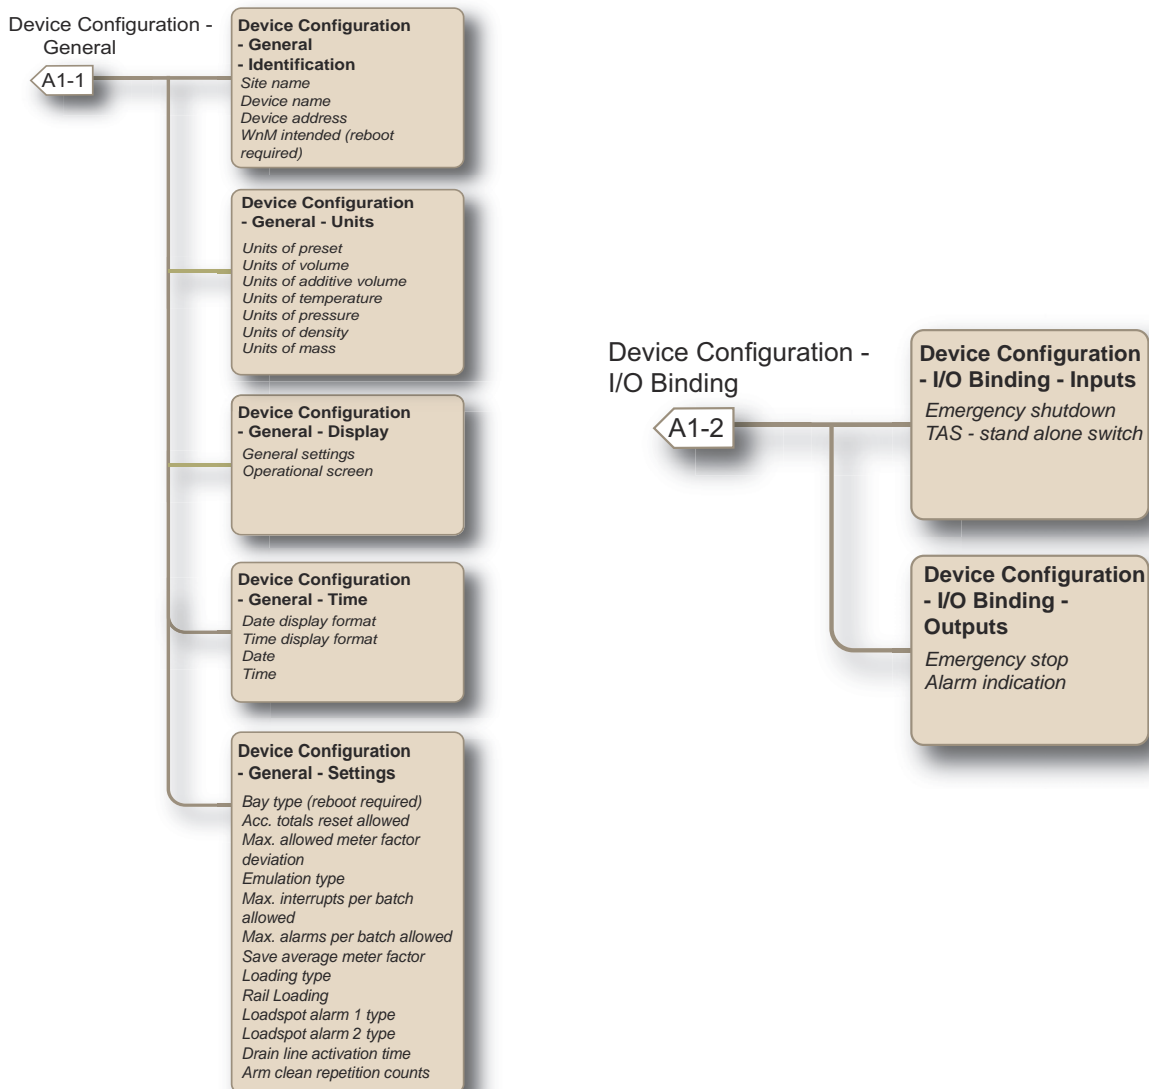 Device Configuration -
General
A1-1
Device Configuration
- General
- Identification
Site name
Device name
Device address
WnM intended (reboot
required)
Device Configuration
- General - Units
Units of preset
Units of volume
Units of additive volume
Units of temperature
Units of pressure
Units of density
Units of mass
Device Configuration
- General - Display
General settings
Operational screen
Device Configuration
- General - Time
Date display format
Time display format
Date
Time
Device Configuration
- General - Settings
Bay type (reboot required)
Acc. totals reset allowed
Max. allowed meter factor
deviation
Emulation type
Max. interrupts per batch
allowed
Max. alarms per batch allowed
Save average meter factor
Loading type
Rail Loading
Loadspot alarm 1 type
Loadspot alarm 2 type
Drain line activation time
Arm clean repetition counts
Device Configuration -
I/O Binding
A1-2
Device Configuration
- I/O Binding - Inputs
Emergency shutdown
TAS - stand alone switch
Device Configuration
- I/O Binding -
Outputs
Emergency stop
Alarm indication